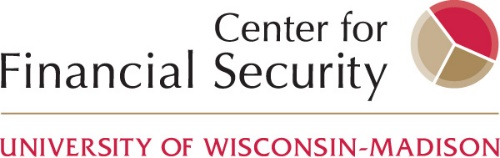 Center for
Financial Security
UNIVERSITY OF WISCONSIN-MADISON